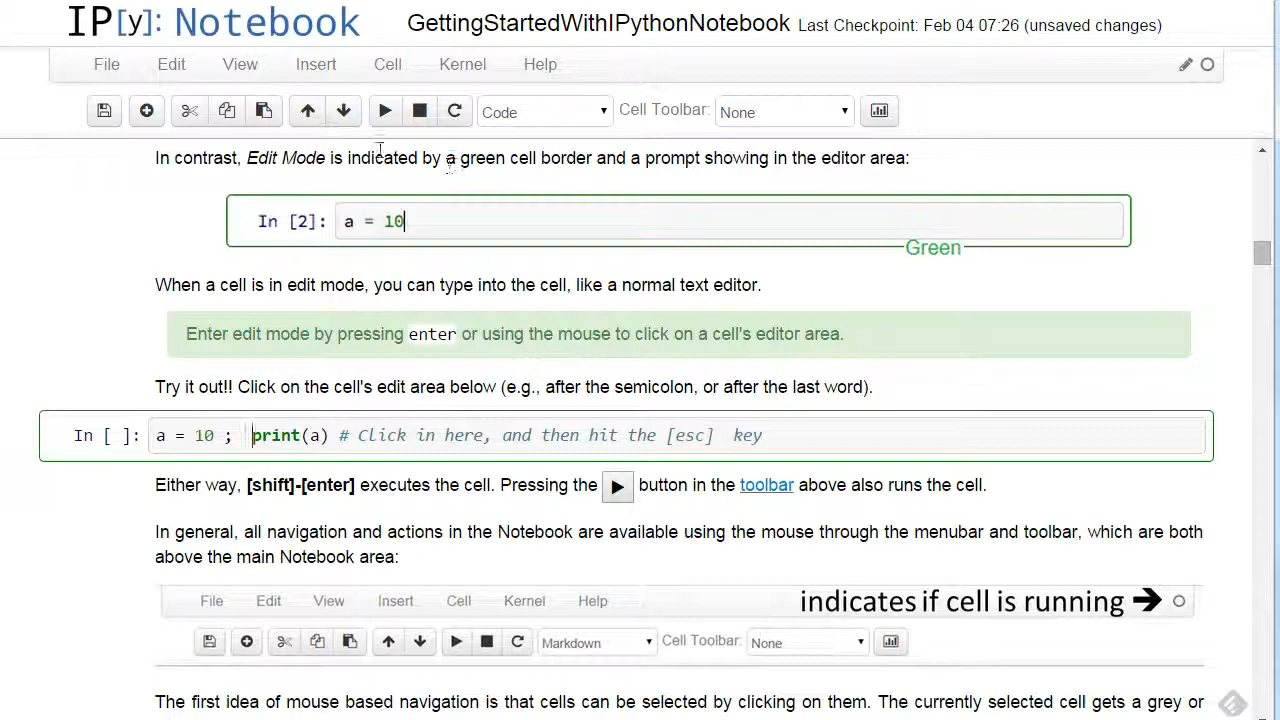 IP[y]: Notebook GettingStartedWithIPythonNotebook Last Checkpoint: Feb 04 07:26 (unsaved changes)
File Edit View Insert Cell Kernel Help
Code Cell Toolbar: None
In contrast, Edit Mode is indicated by a green cell border and a prompt showing in the editor area:
In [2]: a = 10
Green
When a cell is in edit mode, you can type into the cell, like a normal text editor.
Enter edit mode by pressing enter or using the mouse to click on a cell's editor area.
Try it out!! Click on the cell's edit area below (e.g., after the semicolon, or after the last word).
In [ ]: a = 10 ; print(a) # Click in here, and then hit the [esc] key
Either way, [shift]-[enter] executes the cell. Pressing the button in the toolbar above also runs the cell.
In general, all navigation and actions in the Notebook are available using the mouse through the menubar and toolbar, which are both
above the main Notebook area:
File Edit View Insert Cell Kernel Help indicates if cell is running ➔
Markdown Cell Toolbar: None
The first idea of mouse based navigation is that cells can be selected by clicking on them. The currently selected cell gets a grey or